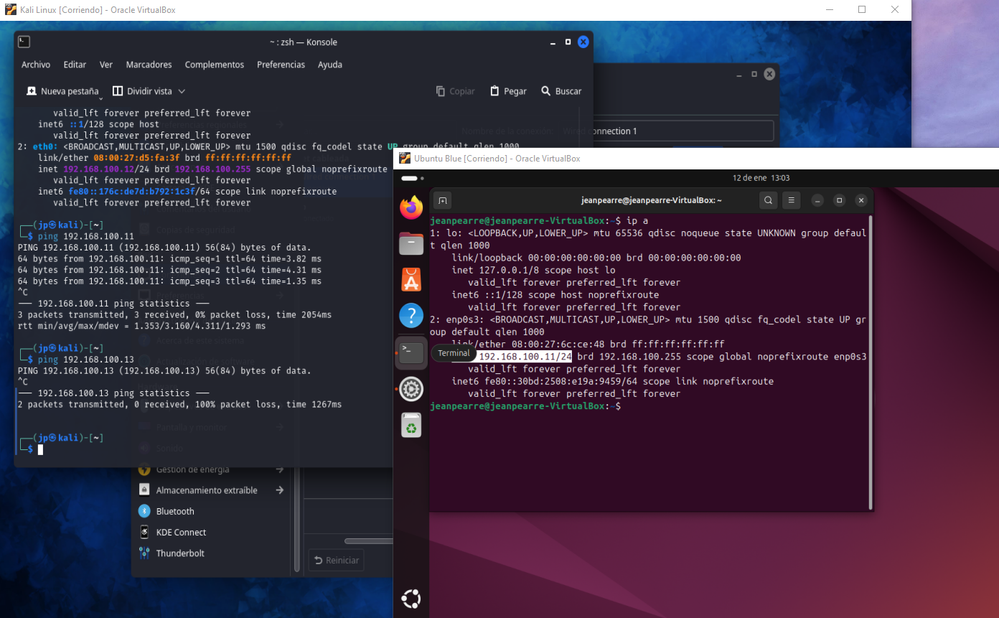 Kali Linux [Corriendo] - Oracle VirtualBox
~ : zsh — Konsole
Archivo Editar Ver Marcadores Complementos Preferencias Ayuda
Nueva pestaña Dividir vista Copiar Pegar Buscar
valid_lft forever preferred_lft forever
inet6 ::1/128 scope host
valid_lft forever preferred_lft forever
2: eth0: <BROADCAST,MULTICAST,UP,LOWER_UP> mtu 1500 qdisc fq_codel state UP group default qlen 1000
link/ether 08:00:27:d5:fa:3f brd ff:ff:ff:ff:ff:ff
inet 192.168.100.12/24 brd 192.168.100.255 scope global noprefixroute
valid_lft forever preferred_lft forever
inet6 fe80::176c:de7d:b792:1c3f/64 scope link noprefixroute
valid_lft forever preferred_lft forever
┌──(jp㉿kali)-[~]
└─$ ping 192.168.100.11
PING 192.168.100.11 (192.168.100.11) 56(84) bytes of data.
64 bytes from 192.168.100.11: icmp_seq=1 ttl=64 time=3.82 ms
64 bytes from 192.168.100.11: icmp_seq=2 ttl=64 time=4.31 ms
64 bytes from 192.168.100.11: icmp_seq=3 ttl=64 time=1.35 ms
^C
--- 192.168.100.11 ping statistics ---
3 packets transmitted, 3 received, 0% packet loss, time 2054ms
rtt min/avg/max/mdev = 1.353/3.160/4.311/1.293 ms
┌──(jp㉿kali)-[~]
└─$ ping 192.168.100.13
PING 192.168.100.13 (192.168.100.13) 56(84) bytes of data.
^C
--- 192.168.100.13 ping statistics ---
2 packets transmitted, 0 received, 100% packet loss, time 1267ms
┌──(jp㉿kali)-[~]
└─$
Nombre de la conexión Wired connection 1
Preferencias regionales
Copias de seguridad
Preferencias
Acerca de este sistema
Pantalla y monitor
Sonido
Gestión de energía
Almacenamiento extraíble
Bluetooth
KDE Connect
Thunderbolt
Reiniciar
Ubuntu Blue [Corriendo] - Oracle VirtualBox
12 de ene 13:03
jeanpearre@jeanpearre-VirtualBox: ~
jeanpearre@jeanpearre-VirtualBox:~$ ip a
1: lo: <LOOPBACK,UP,LOWER_UP> mtu 65536 qdisc noqueue state UNKNOWN group defaul
t qlen 1000
link/loopback 00:00:00:00:00:00 brd 00:00:00:00:00:00
inet 127.0.0.1/8 scope host lo
valid_lft forever preferred_lft forever
inet6 ::1/128 scope host noprefixroute
valid_lft forever preferred_lft forever
2: enp0s3: <BROADCAST,MULTICAST,UP,LOWER_UP> mtu 1500 qdisc fq_codel state UP gr
oup default qlen 1000
link/ether 08:00:27:6c:ce:48 brd ff:ff:ff:ff:ff:ff
Terminal
192.168.100.11/24 brd 192.168.100.255 scope global noprefixroute enp0s3
valid_lft forever preferred_lft forever
inet6 fe80::30bd:2508:e19a:9459/64 scope link noprefixroute
valid_lft forever preferred_lft forever
jeanpearre@jeanpearre-VirtualBox:~$